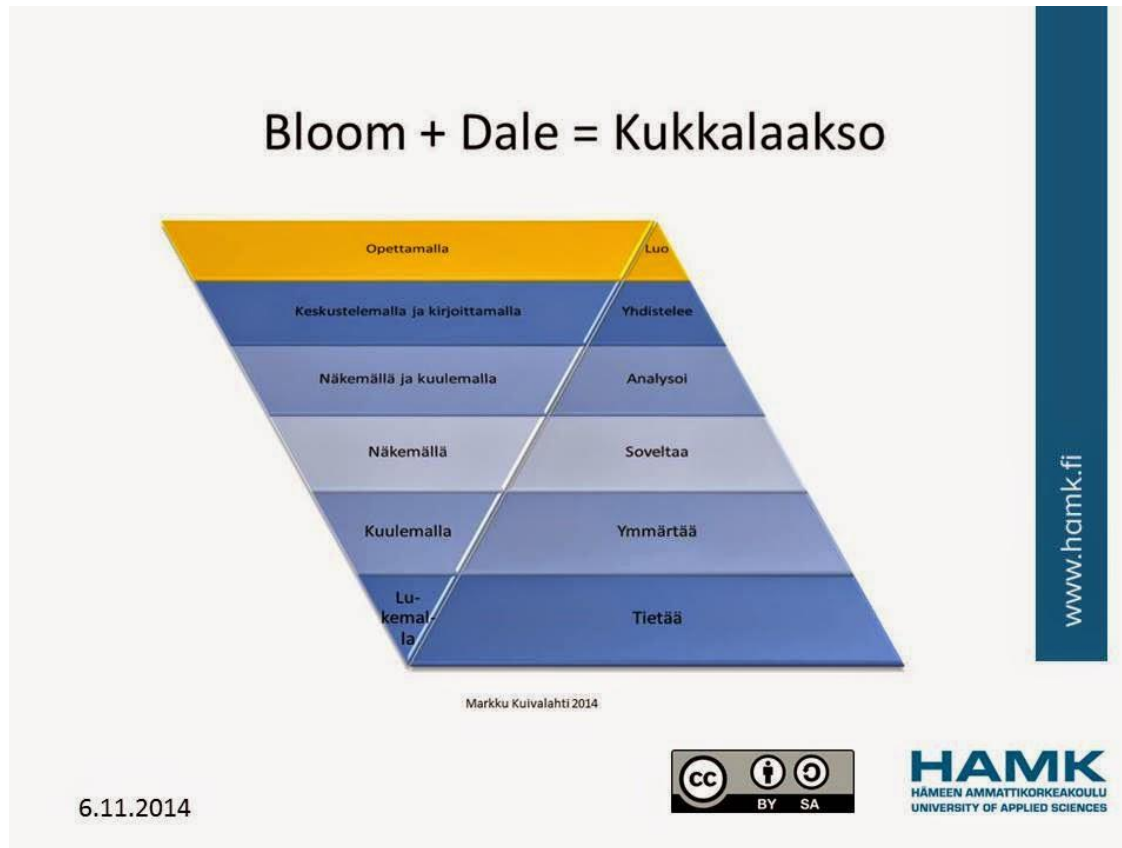 Bloom + Dale = Kukkalaakso
Opettamalla
Luo
Keskustelemalla ja kirjoittamalla
Yhdistelee
Näkemällä ja kuulemalla
Analysoi
Näkemällä
Soveltaa
Kuulemalla
Ymmärtää
Lu-
kemal-
la
Tietää
Markku Kuivalahti 2014
www.hamk.fi
6.11.2014
cc
BY SA
HAMK
HÄMEEN AMMATTIKORKEAKOULU
UNIVERSITY OF APPLIED SCIENCES